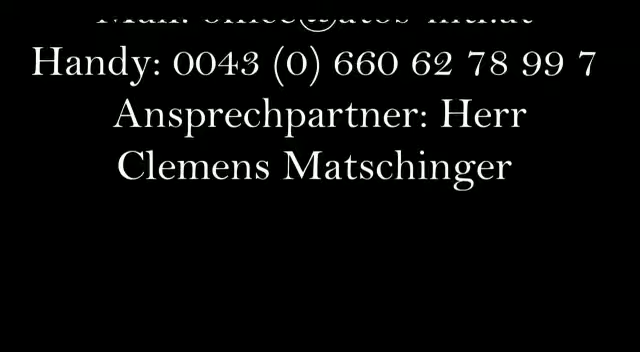 Handy: 0043 (0) 660 62 78 99 7
Ansprechpartner: Herr
Clemens Matschinger